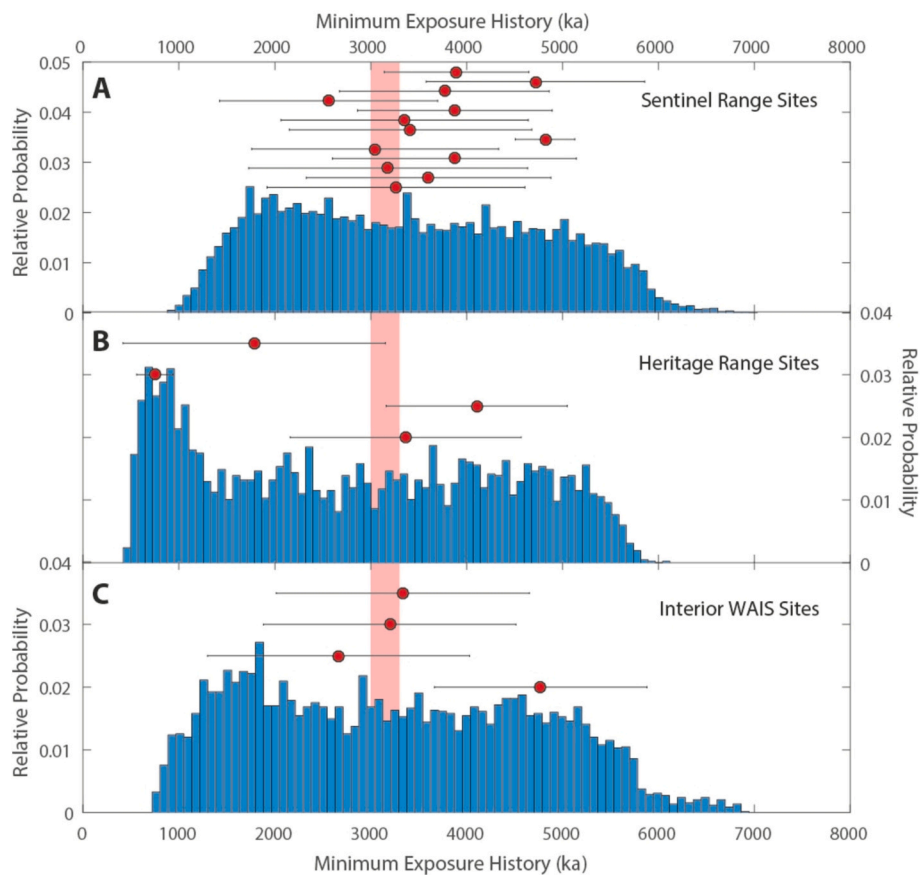 Minimum Exposure History (ka)
0 1000 2000 3000 4000 5000 6000 7000 8000
0.05
A
Sentinel Range Sites
0.04
0.03
Relative Probability
0.02
0.01
0
0.04
B
Heritage Range Sites
0.03
0.02
Relative Probability
0.01
0
0.04
C
Interior WAIS Sites
0.03
0.02
Relative Probability
0.01
0
0 1000 2000 3000 4000 5000 6000 7000 8000
Minimum Exposure History (ka)